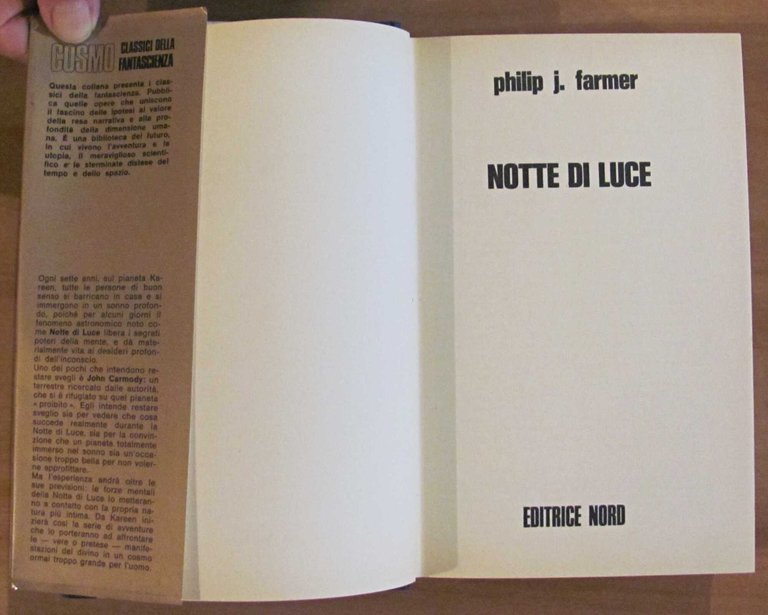 COSMO CLASSICI DELLA
FANTASCIENZA
Questa collana presenta i clas-
sici della fantascienza. Pubbli-
ca quelle opere che uniscono
il fascino delle ipotesi al valore
della resa narrativa e alla pro-
fondità della dimensione uma-
na. È una biblioteca del futuro,
in cui vivono l'avventura e la
utopia, il meraviglioso scienti-
fico e le sterminate distese del
tempo e dello spazio.
Ogni sette anni, sul pianeta Ka-
reen, tutte le persone di buon
senso si barricano in casa e si
immergono in un sonno profon-
do, poiché per alcuni giorni il
fenomeno astronomico noto co-
me Notte di Luce libera i segreti
poteri della mente, e dà mate-
rialmente vita ai desideri profon-
di dell'inconscio.
Uno dei pochi che intendono re-
stare svegli è John Carmody: un
terrestre ricercato dalle autorità,
che si è rifugiato su quel pianeta
«proibito». Egli intende restare
sveglio sia per vedere che cosa
succede realmente durante la
Notte di Luce, sia per la convin-
zione che un pianeta totalmente
immerso nel sonno sia un'occa-
sione troppo bella per non voler-
ne approfittare.
Ma l'esperienza andrà oltre le
sue previsioni: le forze mentali
della Notte di Luce lo metteran-
no a contatto con la propria na-
tura più intima. Da Kareen ini-
zierà così la serie di avventure
che lo porteranno ad affrontare
le — vere o pretese — manife-
stazioni del divino in un cosmo
ormai troppo grande per l'uomo.
philip j. farmer
NOTTE DI LUCE
EDITRICE NORD